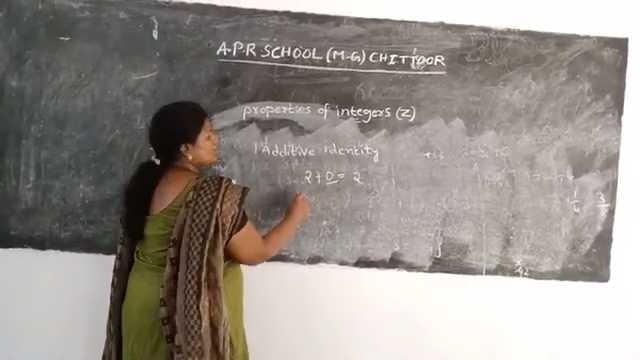 A.P.R SCHOOL (M-G) CHITTOOR
properties of integers (Z)
1 Additive identity
2 + 0 = 2